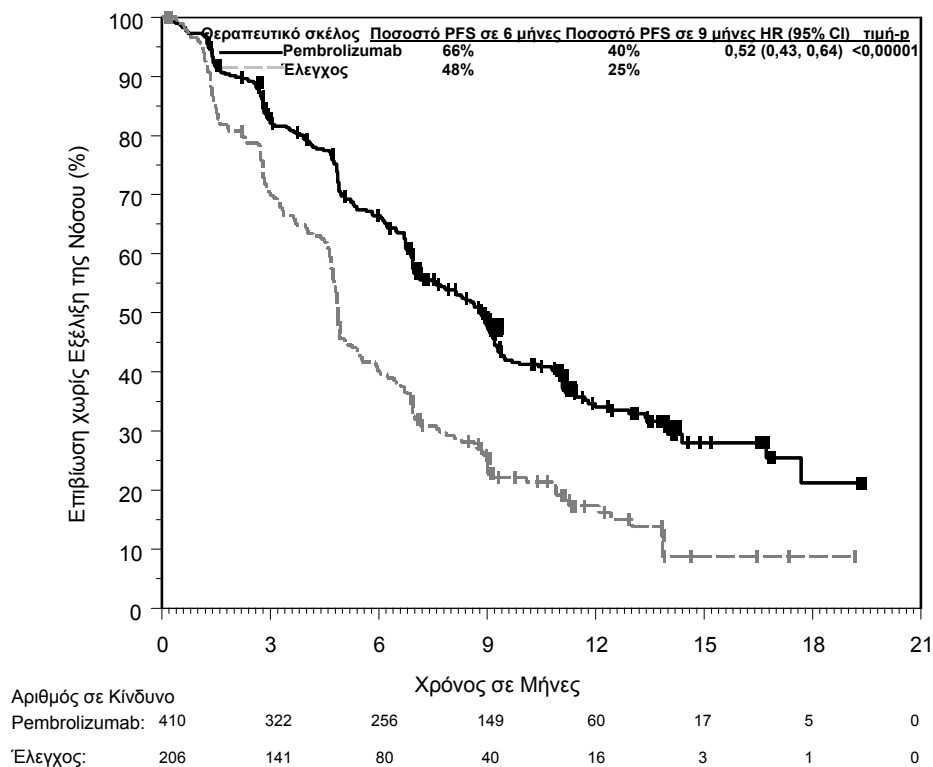 Θεραπευτικό σκέλος Ποσοστό PFS σε 6 μήνες Ποσοστό PFS σε 9 μήνες HR (95% CI) τιμή-p
Pembrolizumab 66% 40% 0,52 (0,43, 0,64) <0,00001
Έλεγχος 48% 25%
Επιβίωση χωρίς Εξέλιξη της Νόσου (%)
100
90
80
70
60
50
40
30
20
10
0
0 3 6 9 12 15 18 21
Χρόνος σε Μήνες
Αριθμός σε Κίνδυνο
Pembrolizumab: 410 322 256 149 60 17 5 0
Έλεγχος: 206 141 80 40 16 3 1 0